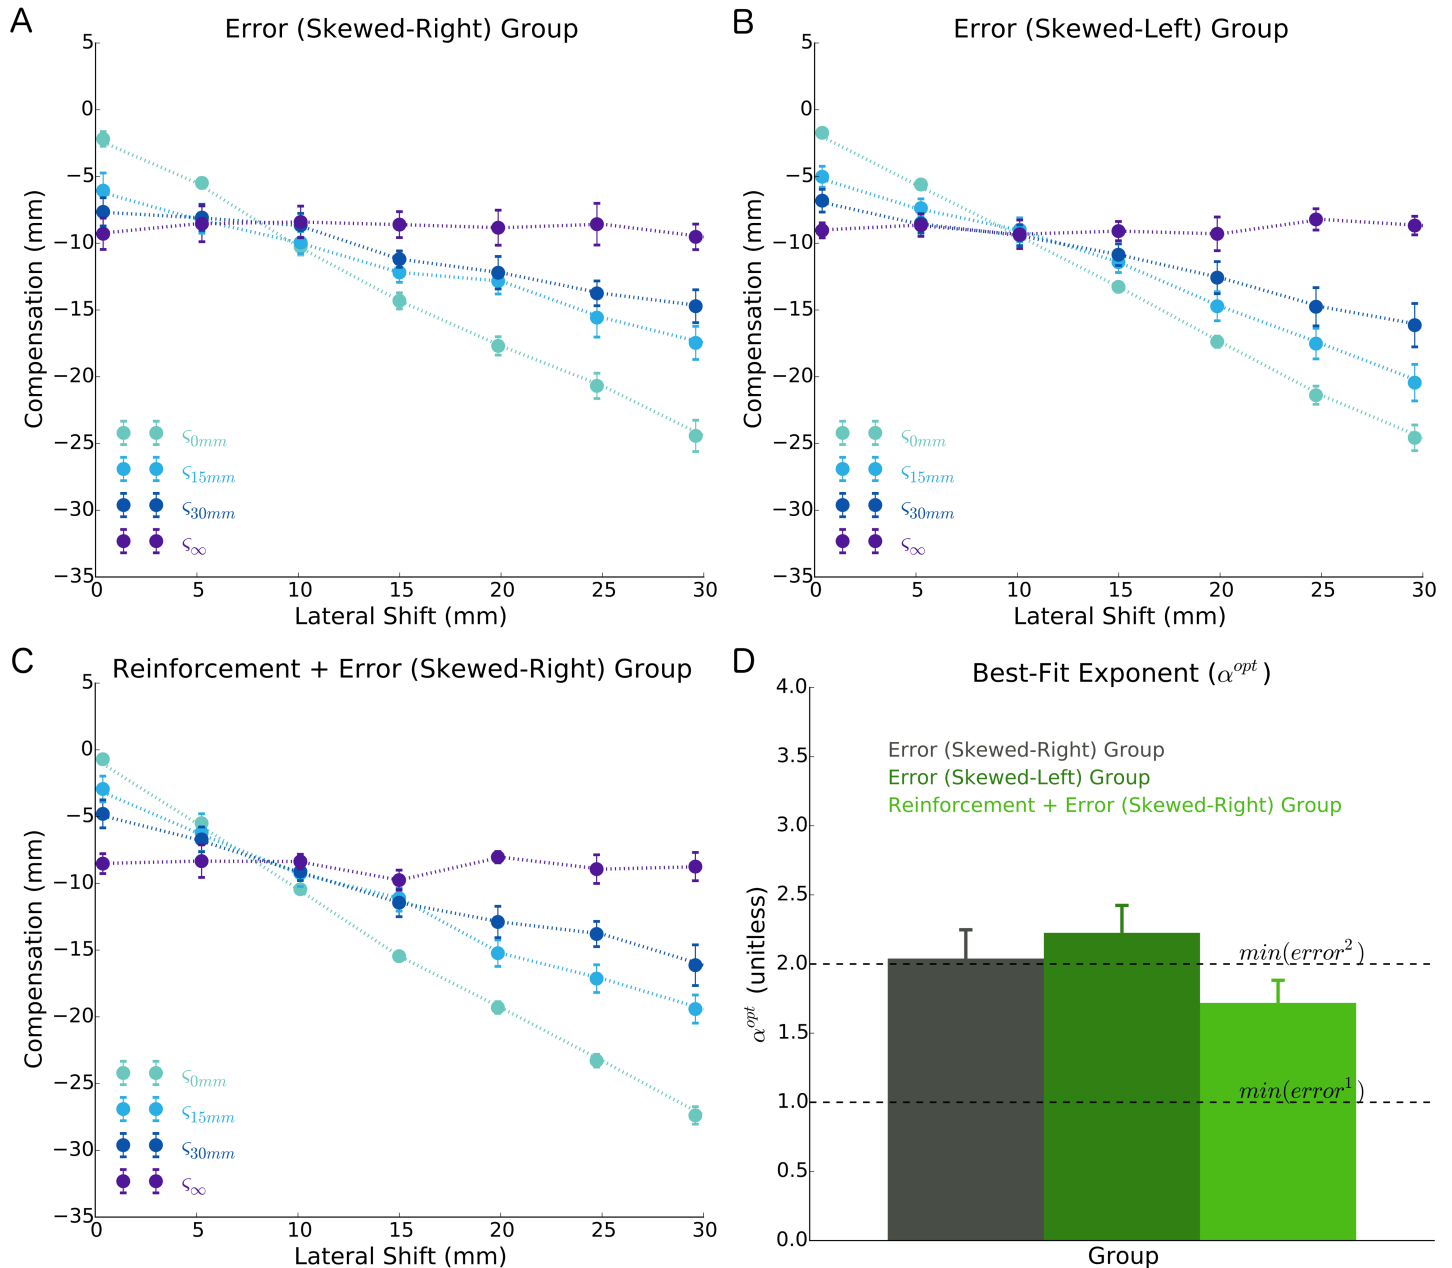 A
Error (Skewed-Right) Group
5
0
−5
−10
−15
−20
−25
−30
−35
Compensation (mm)
ς0mm
ς15mm
ς30mm
ς∞
0 5 10 15 20 25 30
Lateral Shift (mm)
B
Error (Skewed-Left) Group
5
0
−5
−10
−15
−20
−25
−30
−35
Compensation (mm)
ς0mm
ς15mm
ς30mm
ς∞
0 5 10 15 20 25 30
Lateral Shift (mm)
C
Reinforcement + Error (Skewed-Right) Group
5
0
−5
−10
−15
−20
−25
−30
−35
Compensation (mm)
ς0mm
ς15mm
ς30mm
ς∞
0 5 10 15 20 25 30
Lateral Shift (mm)
D
Best-Fit Exponent (α^opt)
4.0
3.5
3.0
2.5
2.0
1.5
1.0
0.5
0.0
α^opt (unitless)
Error (Skewed-Right) Group
Error (Skewed-Left) Group
Reinforcement + Error (Skewed-Right) Group
min(error²)
min(error¹)
Group